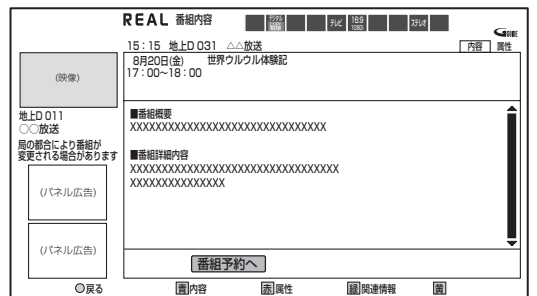 REAL 番組内容
デジタル
テレビ 16:9 1080i ステレオ
GGUIDE
15:15 地上D 031 △△放送
内容 属性
8月20日(金) 世界ウルウル体験記
17:00~18:00
(映像)
地上D 011
○○放送
局の都合により番組が
変更される場合があります
(パネル広告)
(パネル広告)
■番組概要
XXXXXXXXXXXXXXXXXXXXXXXXXXXXXXX
■番組詳細内容
XXXXXXXXXXXXXXXXXXXXXXXXXXXXXXXXX
XXXXXXXXXXXXXXX
番組予約へ
○戻る 青内容 赤属性 緑関連情報 黄